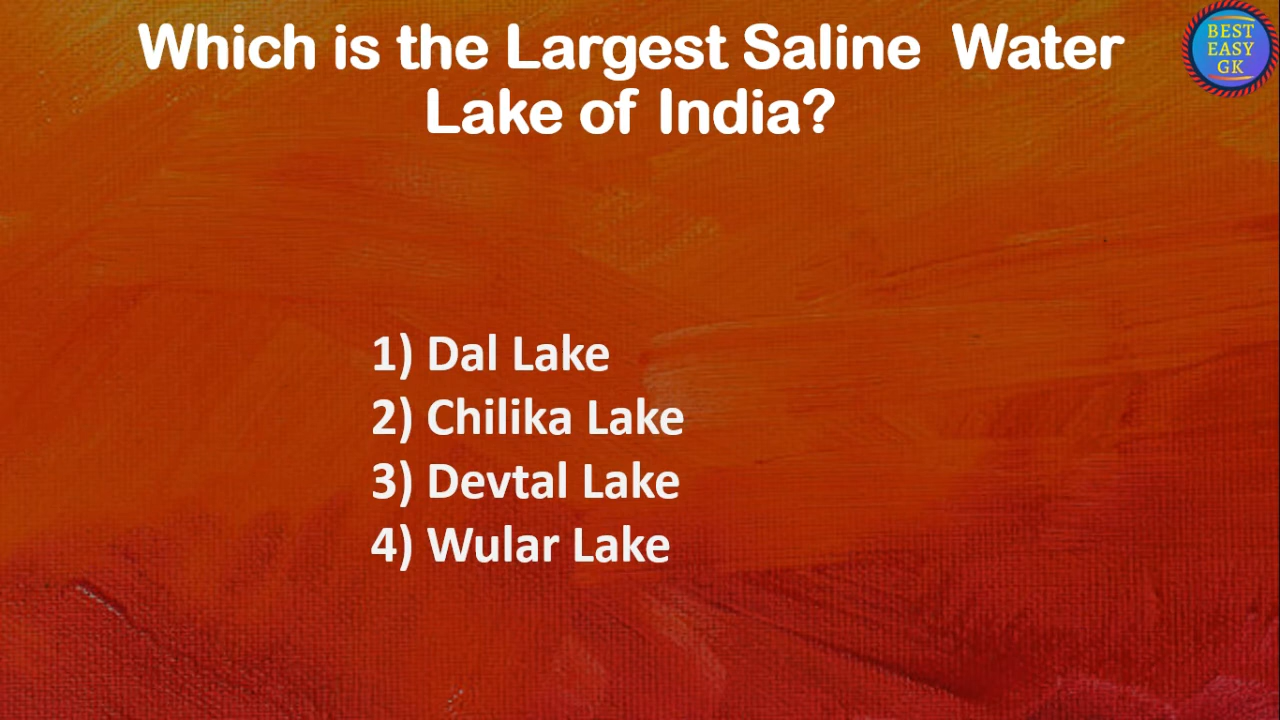 Which is the Largest Saline  Water
Lake of India?
BEST
EASY
GK
1) Dal Lake
2) Chilika Lake
3) Devtal Lake
4) Wular Lake